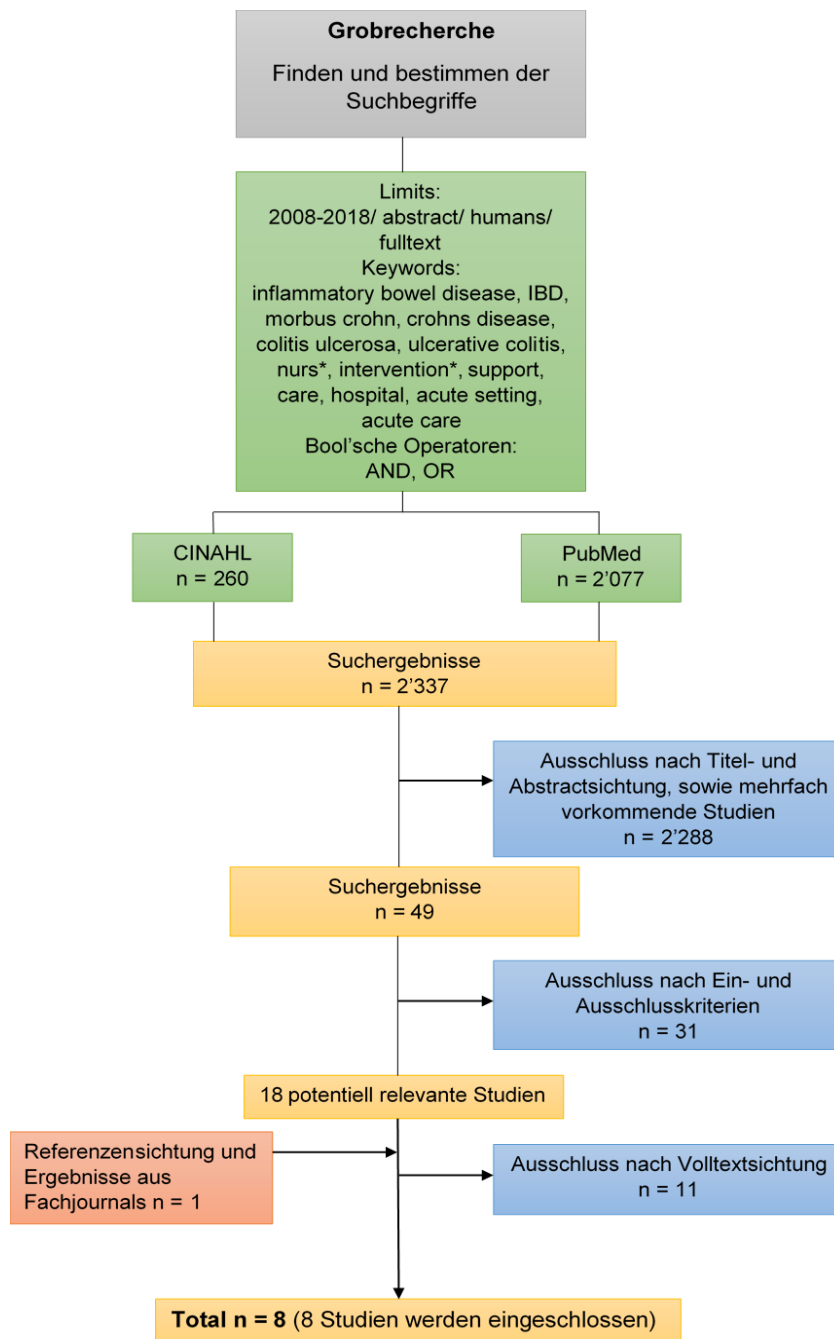 Grobrecherche
Finden und bestimmen der
Suchbegriffe
Limits:
2008-2018/ abstract/ humans/
fulltext
Keywords:
inflammatory bowel disease, IBD,
morbus crohn, crohns disease,
colitis ulcerosa, ulcerative colitis,
nurs*, intervention*, support,
care, hospital, acute setting,
acute care
Bool’sche Operatoren:
AND, OR
CINAHL
n = 260
PubMed
n = 2’077
Suchergebnisse
n = 2’337
Ausschluss nach Titel- und
Abstractsichtung, sowie mehrfach
vorkommende Studien
n = 2’288
Suchergebnisse
n = 49
Ausschluss nach Ein- und
Ausschlusskriterien
n = 31
18 potentiell relevante Studien
Referenzensichtung und
Ergebnisse aus
Fachjournals n = 1
Ausschluss nach Volltextsichtung
n = 11
Total n = 8 (8 Studien werden eingeschlossen)